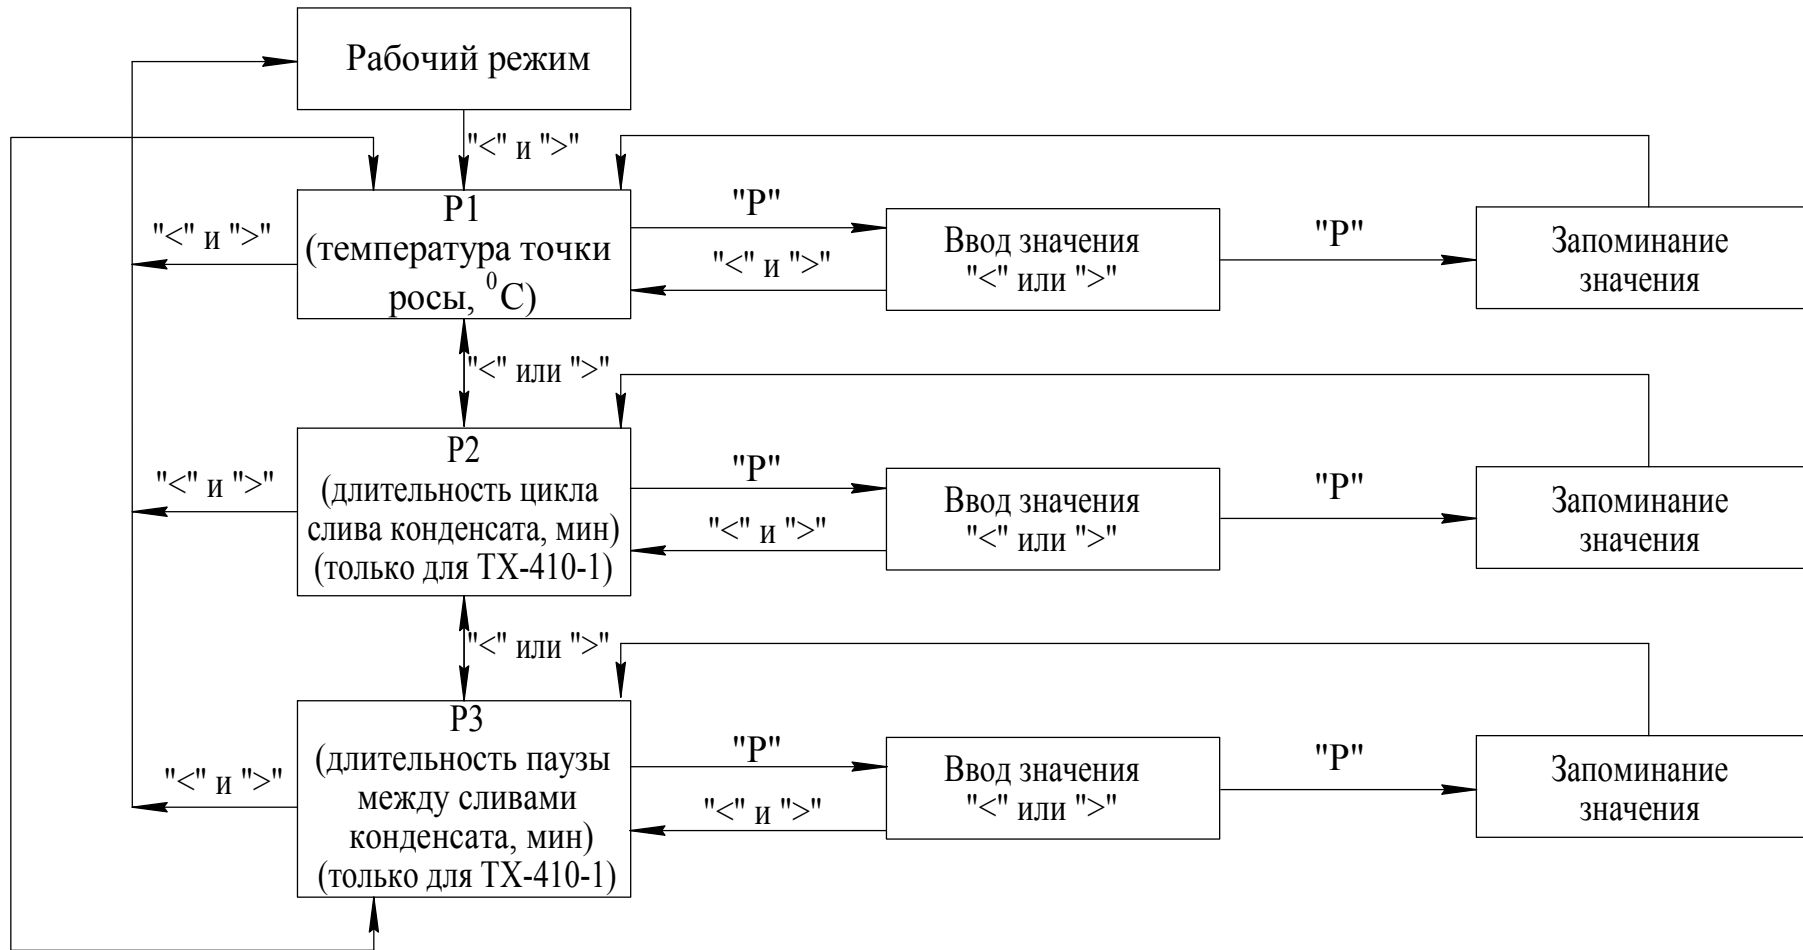 Рабочий режим
"<" и ">"
P1
(температура точки
росы, ⁰С)
"<" и ">"
"P"
"<" и ">"
Ввод значения
"<" или ">"
"P"
Запоминание
значения
"<" или ">"
P2
(длительность цикла
слива конденсата, мин)
(только для ТХ-410-1)
"<" и ">"
"P"
"<" и ">"
Ввод значения
"<" или ">"
"P"
Запоминание
значения
"<" или ">"
P3
(длительность паузы
между сливами
конденсата, мин)
(только для ТХ-410-1)
"<" и ">"
"P"
"<" и ">"
Ввод значения
"<" или ">"
"P"
Запоминание
значения